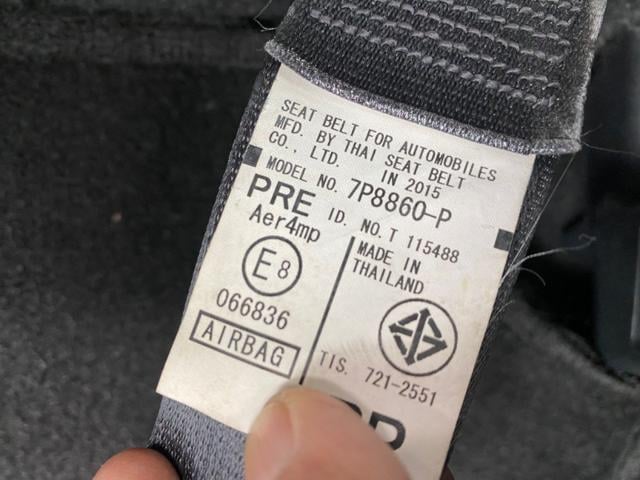 SEAT BELT FOR AUTOMOBILES
MFD. BY THAI SEAT BELT
CO., LTD. IN 2015
MODEL NO. 7P8860-P
PRE ID. NO. T 115488
Aer4mp
MADE IN
THAILAND
E8
066836
AIRBAG
TIS. 721-2551